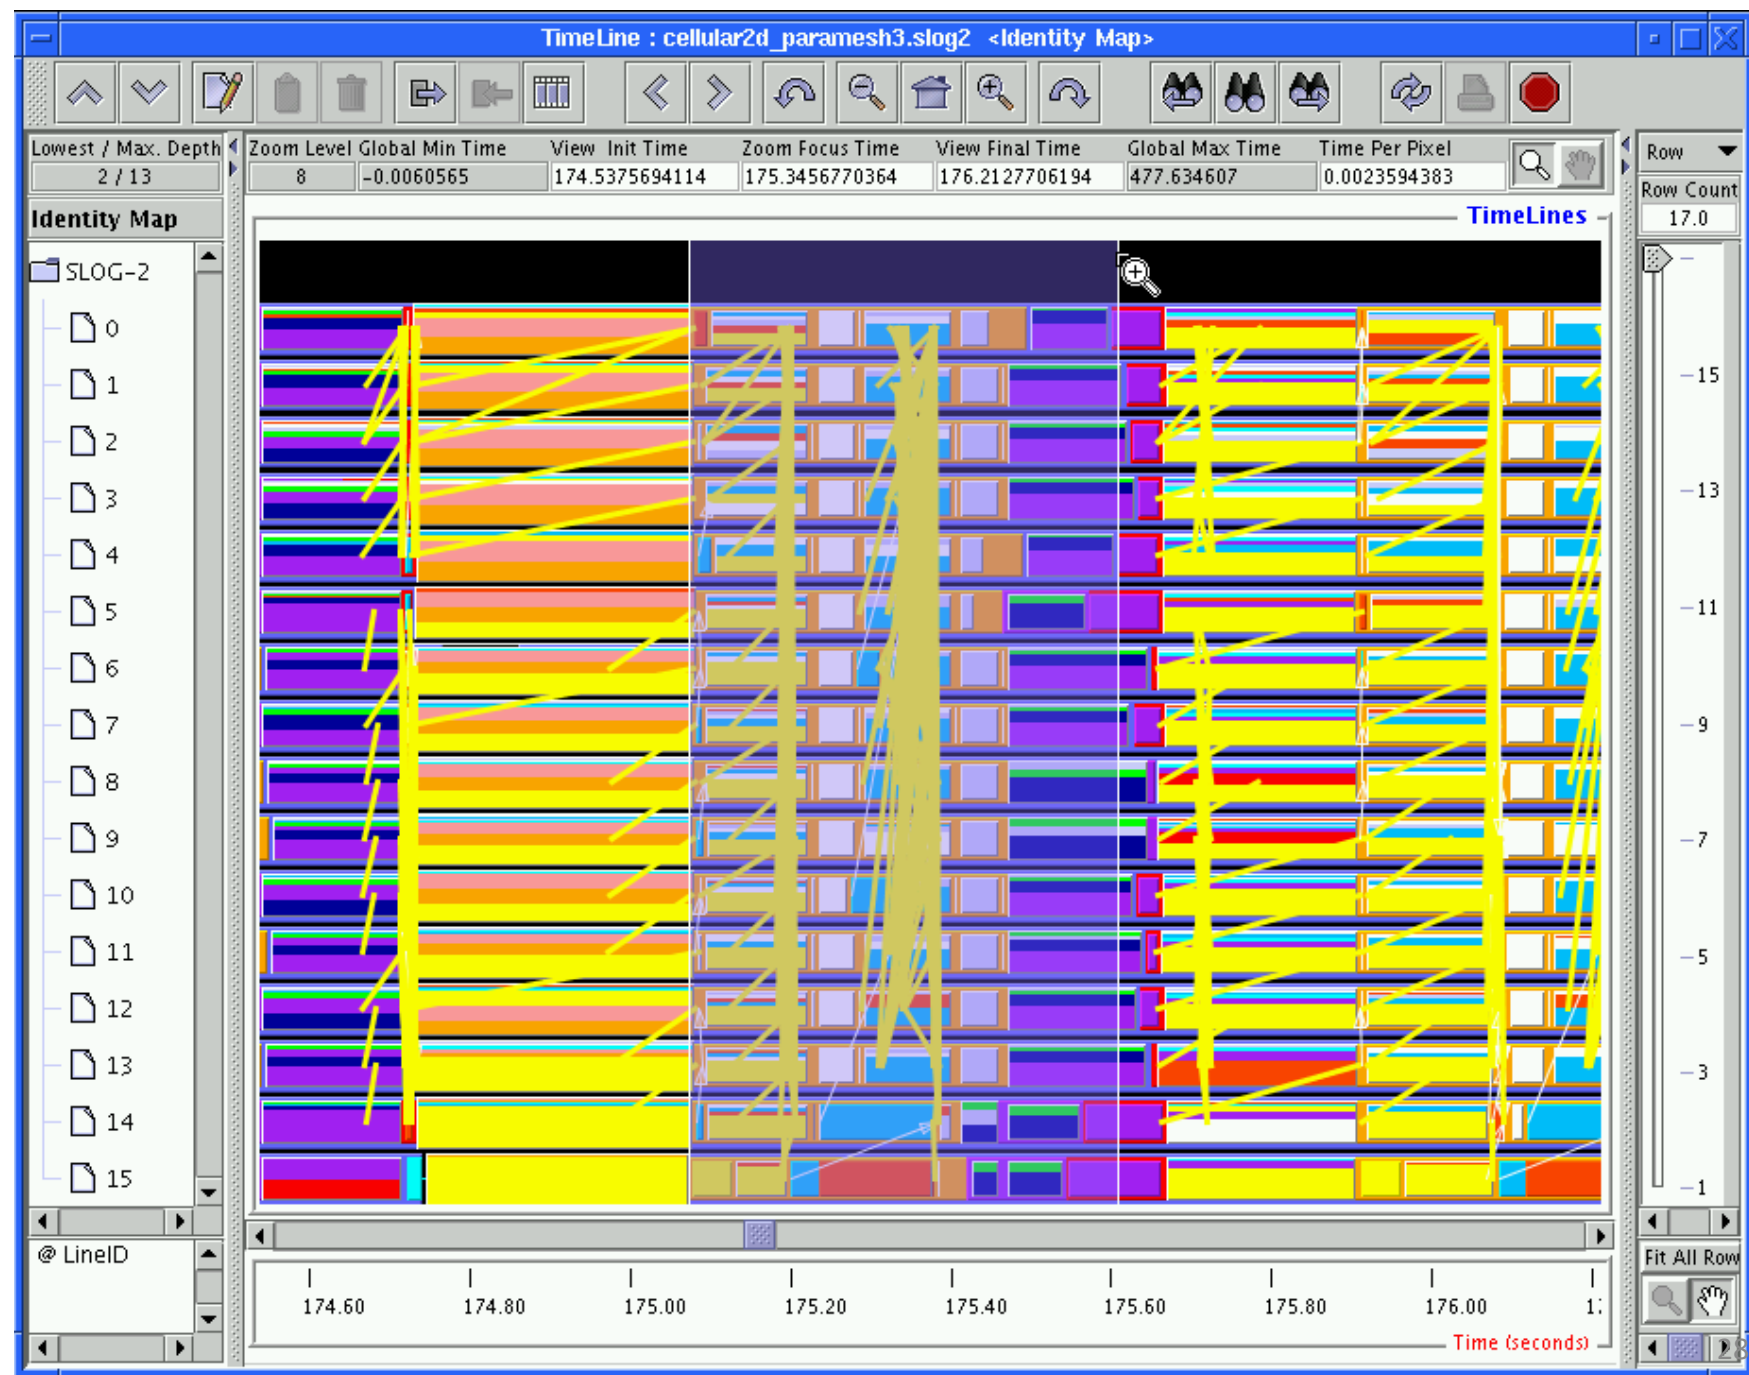 TimeLine : cellular2d_paramesh3.slog2 <Identity Map>
Lowest / Max. Depth
2 / 13
Zoom Level Global Min Time View Init Time Zoom Focus Time View Final Time Global Max Time Time Per Pixel
8 -0.0060565 174.5375694114 175.3456770364 176.2127706194 477.634607 0.0023594383
Row
Row Count
17.0
Identity Map
TimeLines
SLOG-2
0
1
2
3
4
5
6
7
8
9
10
11
12
13
14
15
15
13
11
9
7
5
3
1
@ LineID
Fit All Row
174.60 174.80 175.00 175.20 175.40 175.60 175.80 176.00
Time (seconds)
28